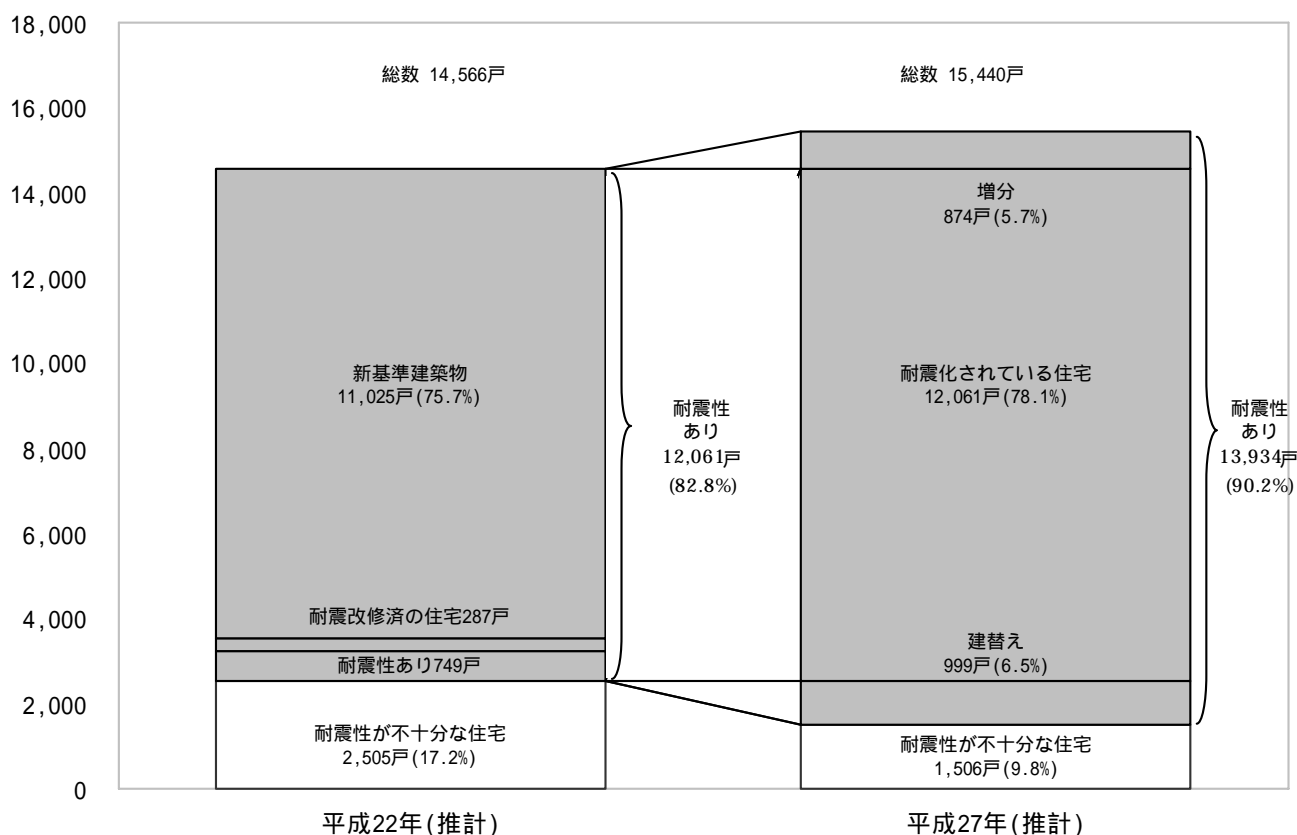 18,000
16,000
14,000
12,000
10,000
8,000
6,000
4,000
2,000
0
総数 14,566戸
新基準建築物
11,025戸(75.7%)
耐震改修済の住宅287戸
耐震性あり749戸
耐震性が不十分な住宅
2,505戸(17.2%)
耐震性
あり
12,061戸
(82.8%)
総数 15,440戸
増分
874戸(5.7%)
耐震化されている住宅
12,061戸(78.1%)
建替え
999戸(6.5%)
耐震性が不十分な住宅
1,506戸(9.8%)
耐震性
あり
13,934戸
(90.2%)
平成22年(推計)
平成27年(推計)